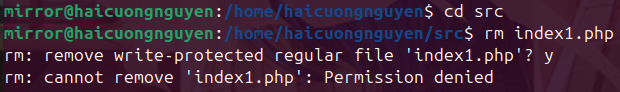 mirror@haicuongnguyen:/home/haicuongnguyen$ cd src
mirror@haicuongnguyen:/home/haicuongnguyen/src$ rm index1.php
rm: remove write-protected regular file 'index1.php'? y
rm: cannot remove 'index1.php': Permission denied